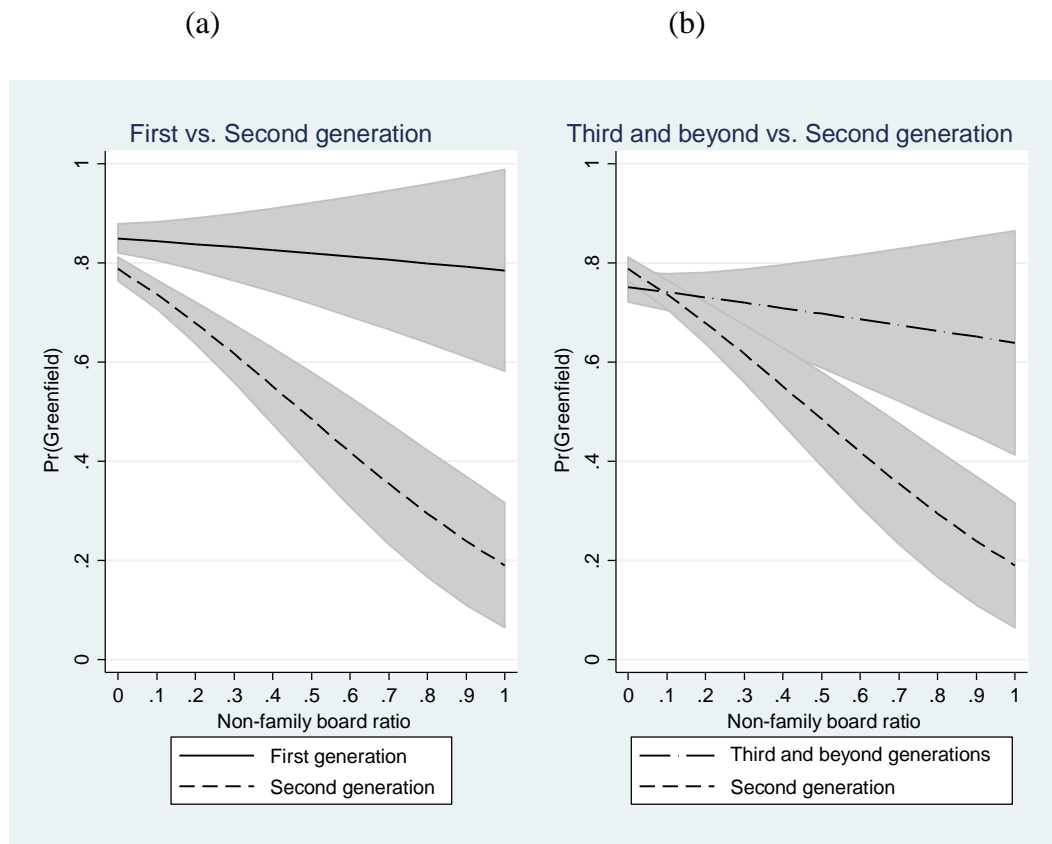 (a)
(b)
First vs. Second generation
Pr(Greenfield)
1
.8
.6
.4
.2
0
0 .1 .2 .3 .4 .5 .6 .7 .8 .9 1
Non-family board ratio
First generation
Second generation
Third and beyond vs. Second generation
Pr(Greenfield)
1
.8
.6
.4
.2
0
0 .1 .2 .3 .4 .5 .6 .7 .8 .9 1
Non-family board ratio
Third and beyond generations
Second generation